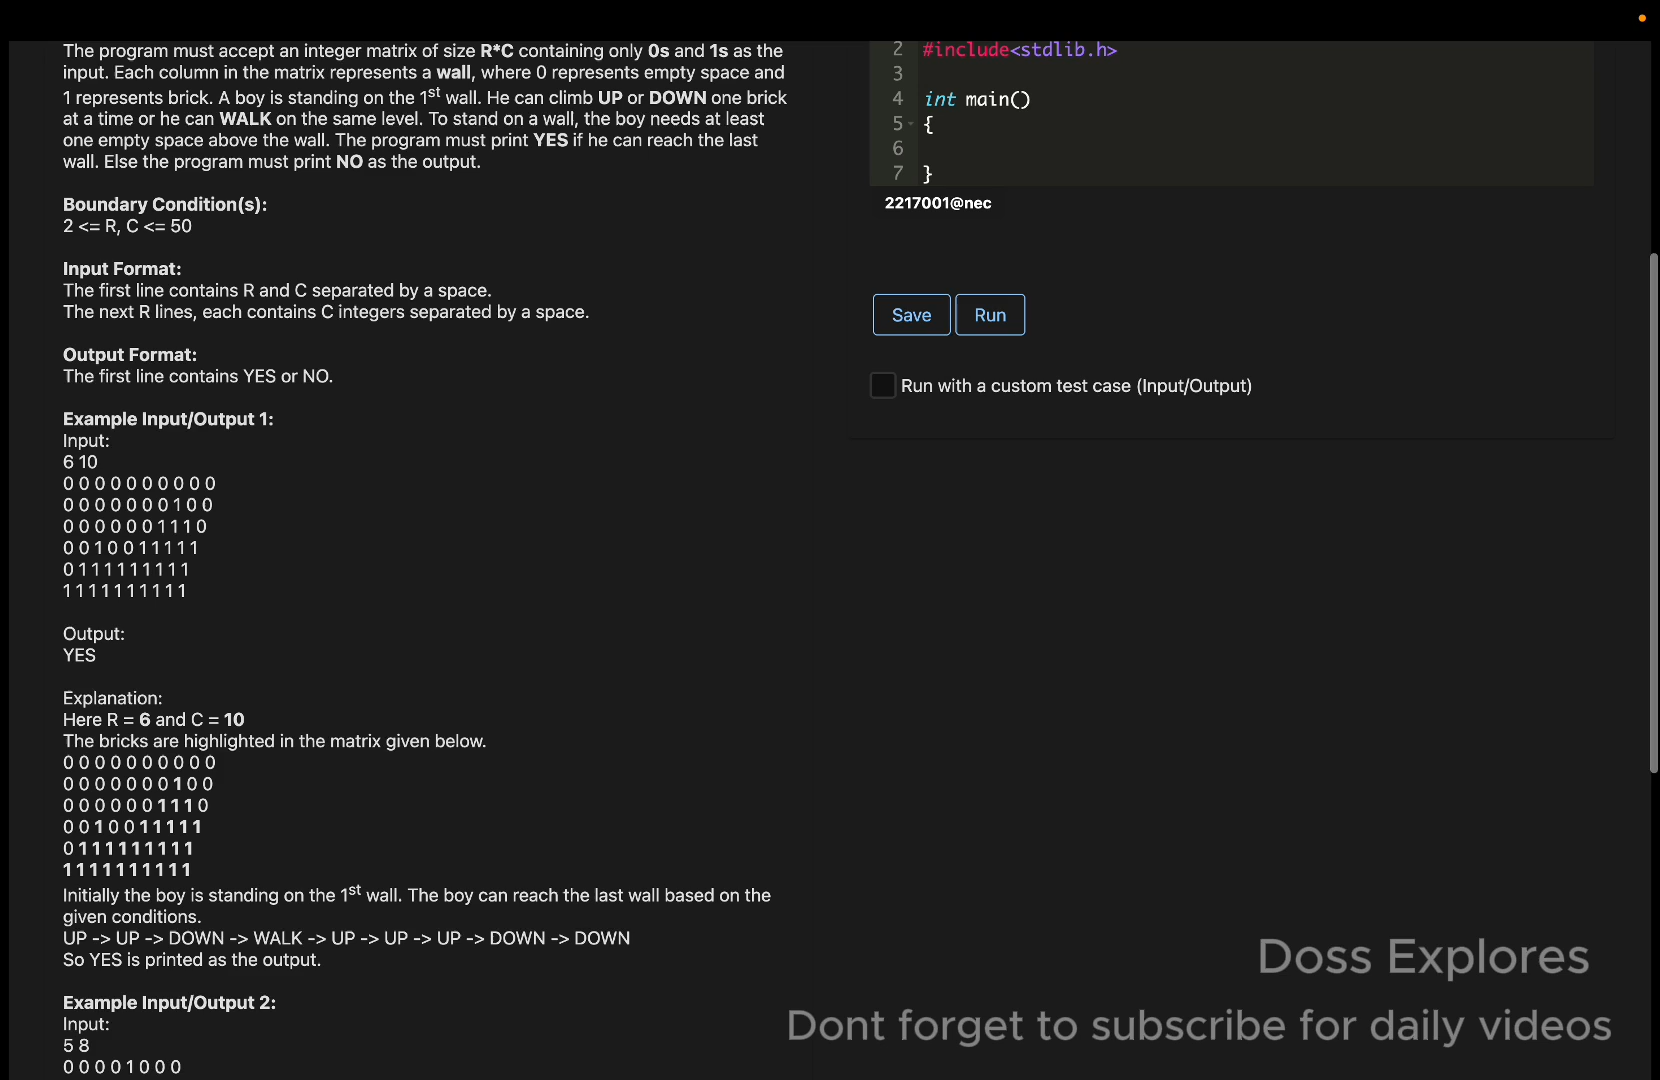 The program must accept an integer matrix of size R*C containing only 0s and 1s as the
input. Each column in the matrix represents a wall, where 0 represents empty space and
1 represents brick. A boy is standing on the 1st wall. He can climb UP or DOWN one brick
at a time or he can WALK on the same level. To stand on a wall, the boy needs at least
one empty space above the wall. The program must print YES if he can reach the last
wall. Else the program must print NO as the output.
Boundary Condition(s):
2 <= R, C <= 50
Input Format:
The first line contains R and C separated by a space.
The next R lines, each contains C integers separated by a space.
Output Format:
The first line contains YES or NO.
Example Input/Output 1:
Input:
6 10
0 0 0 0 0 0 0 0 0 0
0 0 0 0 0 0 0 1 0 0
0 0 0 0 0 0 1 1 1 0
0 0 1 0 0 1 1 1 1 1
0 1 1 1 1 1 1 1 1 1
1 1 1 1 1 1 1 1 1 1
Output:
YES
Explanation:
Here R = 6 and C = 10
The bricks are highlighted in the matrix given below.
0 0 0 0 0 0 0 0 0 0
0 0 0 0 0 0 0 1 0 0
0 0 0 0 0 0 1 1 1 0
0 0 1 0 0 1 1 1 1 1
0 1 1 1 1 1 1 1 1 1
1 1 1 1 1 1 1 1 1 1
Initially the boy is standing on the 1st wall. The boy can reach the last wall based on the
given conditions.
UP -> UP -> DOWN -> WALK -> UP -> UP -> UP -> DOWN -> DOWN
So YES is printed as the output.
Example Input/Output 2:
Input:
5 8
0 0 0 0 1 0 0 0
2 #include<stdlib.h>
3
4 int main()
5 {
6
7 }
2217001@nec
Save Run
Run with a custom test case (Input/Output)
Doss Explores
Dont forget to subscribe for daily videos